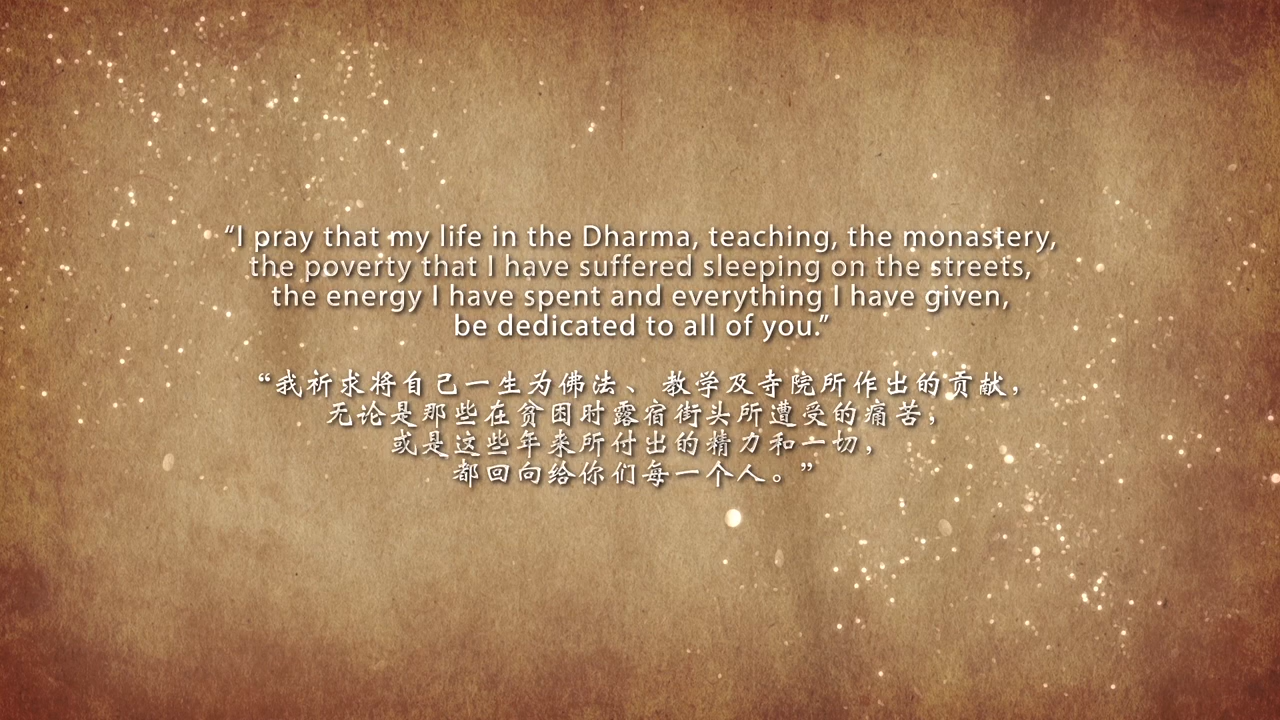 “I pray that my life in the Dharma, teaching, the monastery,
the poverty that I have suffered sleeping on the streets,
the energy I have spent and everything I have given,
be dedicated to all of you.”
“我祈求将自己一生为佛法、教学及寺院所作出的贡献，
无论是那些在贫困时露宿街头所遭受的痛苦，
或是这些年来所付出的精力和一切，
都回向给你们每一个人。”